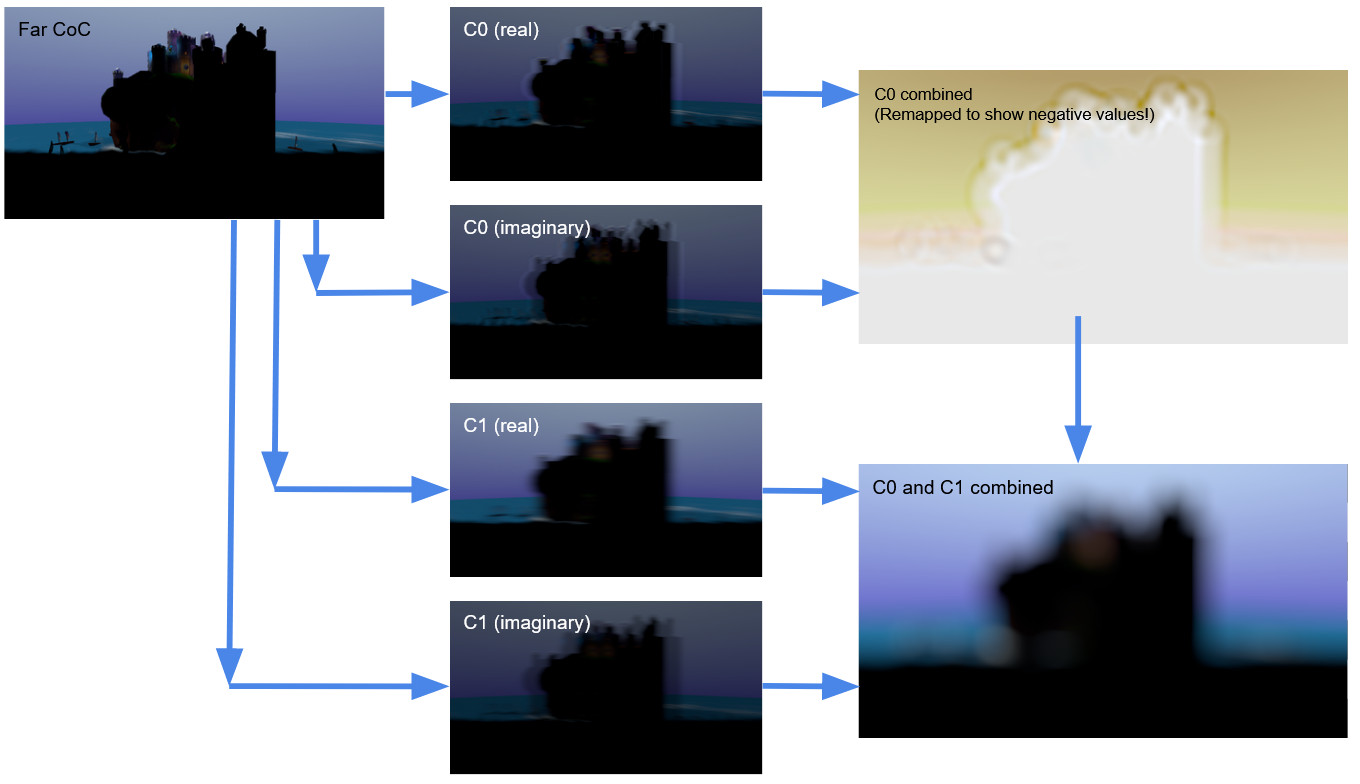 Far CoC
C0 (real)
C0 combined
(Remapped to show negative values!)
C0 (imaginary)
C1 (real)
C0 and C1 combined
C1 (imaginary)